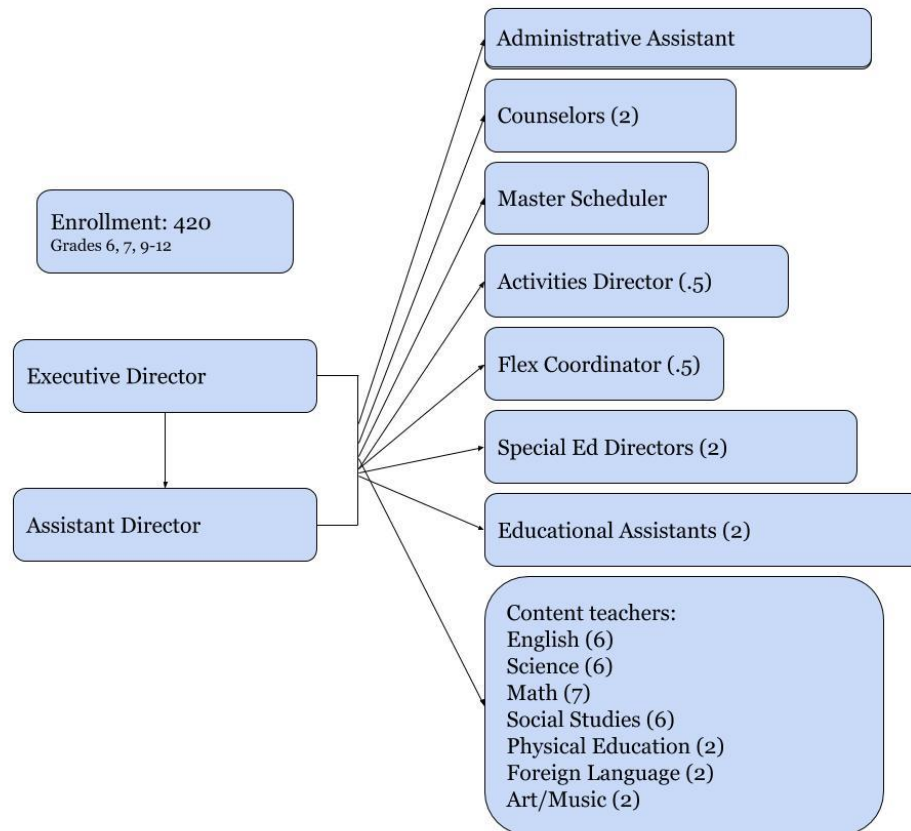 Administrative Assistant
Counselors (2)
Enrollment: 420
Grades 6, 7, 9-12
Master Scheduler
Activities Director (.5)
Executive Director
Flex Coordinator (.5)
Special Ed Directors (2)
Assistant Director
Educational Assistants (2)
Content teachers:
English (6)
Science (6)
Math (7)
Social Studies (6)
Physical Education (2)
Foreign Language (2)
Art/Music (2)